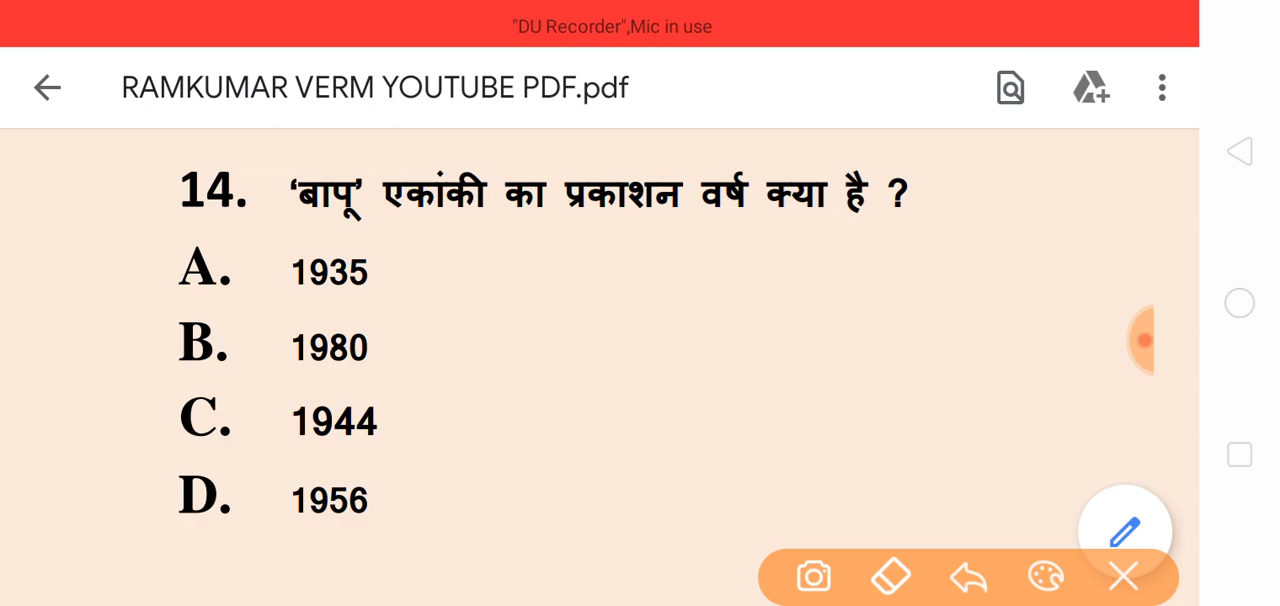 "DU Recorder",Mic in use
RAMKUMAR VERM YOUTUBE PDF.pdf
14. ‘बापू’ एकांकी का प्रकाशन वर्ष क्या है ?
A. 1935
B. 1980
C. 1944
D. 1956